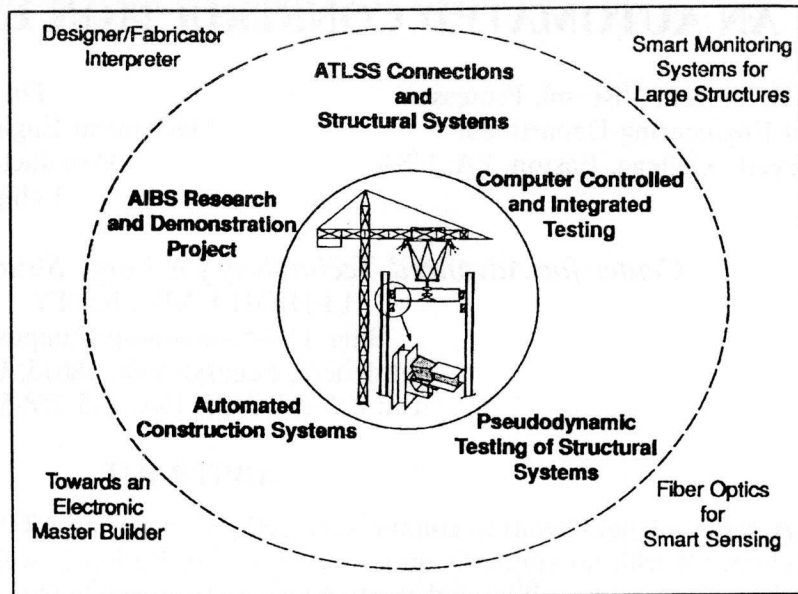 Designer/Fabricator
Interpreter
Smart Monitoring
Systems for
Large Structures
ATLSS Connections
and
Structural Systems
AIBS Research
and Demonstration
Project
Computer Controlled
and Integrated
Testing
Automated
Construction Systems
Pseudodynamic
Testing of Structural
Systems
Towards an
Electronic
Master Builder
Fiber Optics
for
Smart Sensing